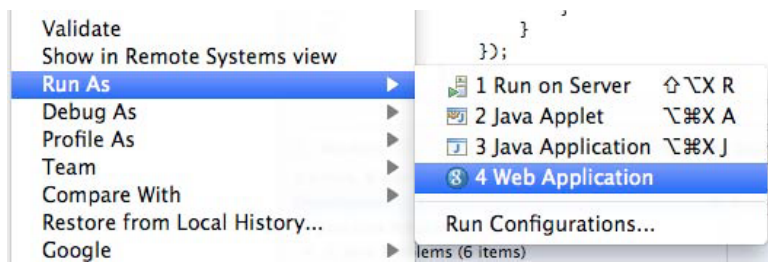 Validate
Show in Remote Systems view
Run As
Debug As
Profile As
Team
Compare With
Restore from Local History...
Google
}
});
1 Run on Server ⇧⌥X R
2 Java Applet ⌥⌘X A
3 Java Application ⌥⌘X J
4 Web Application
Run Configurations...
lems (6 items)